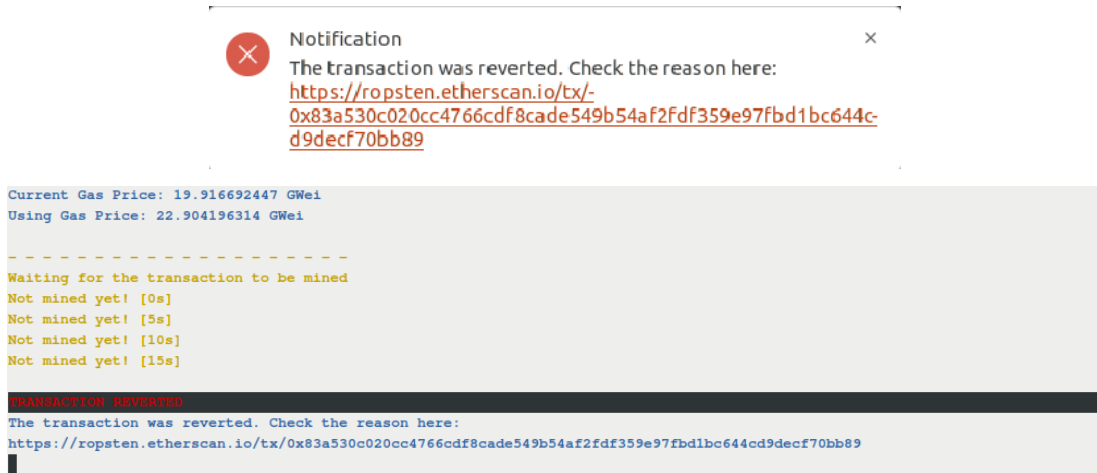 Notification
×
The transaction was reverted. Check the reason here:
https://ropsten.etherscan.io/tx/-
0x83a530c020cc4766cdf8cade549b54af2fdf359e97fbd1bc644c-
d9decf70bb89
Current Gas Price: 19.916692447 GWei
Using Gas Price: 22.904196314 GWei
- - - - - - - - - - - - - - - - - - - -
Waiting for the transaction to be mined
Not mined yet! [0s]
Not mined yet! [5s]
Not mined yet! [10s]
Not mined yet! [15s]
TRANSACTION REVERTED
The transaction was reverted. Check the reason here:
https://ropsten.etherscan.io/tx/0x83a530c020cc4766cdf8cade549b54af2fdf359e97fbd1bc644cd9decf70bb89